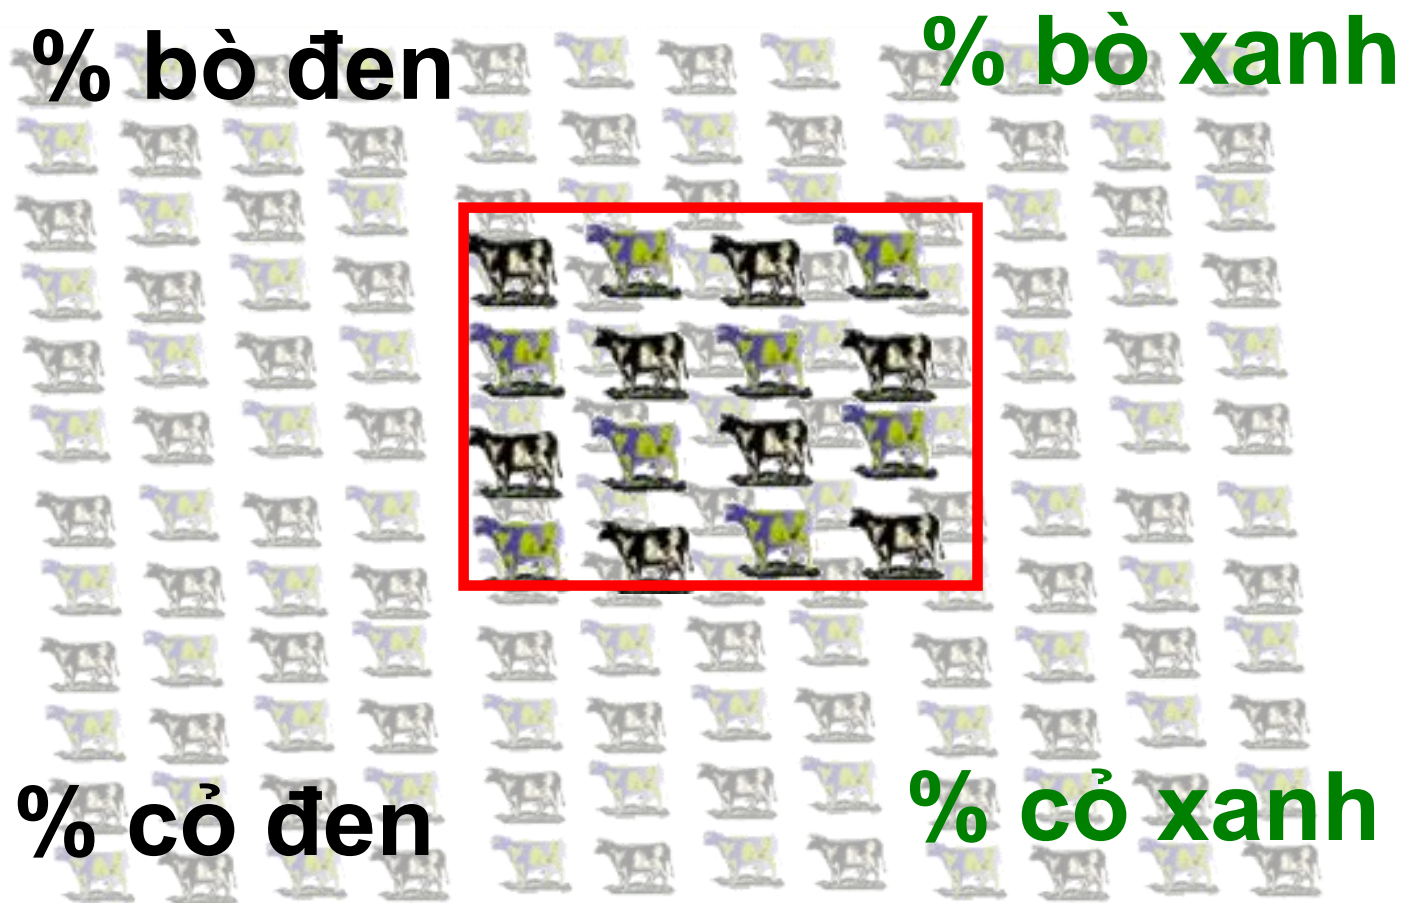 % bò đen
% bò xanh
% cỏ đen
% cỏ xanh